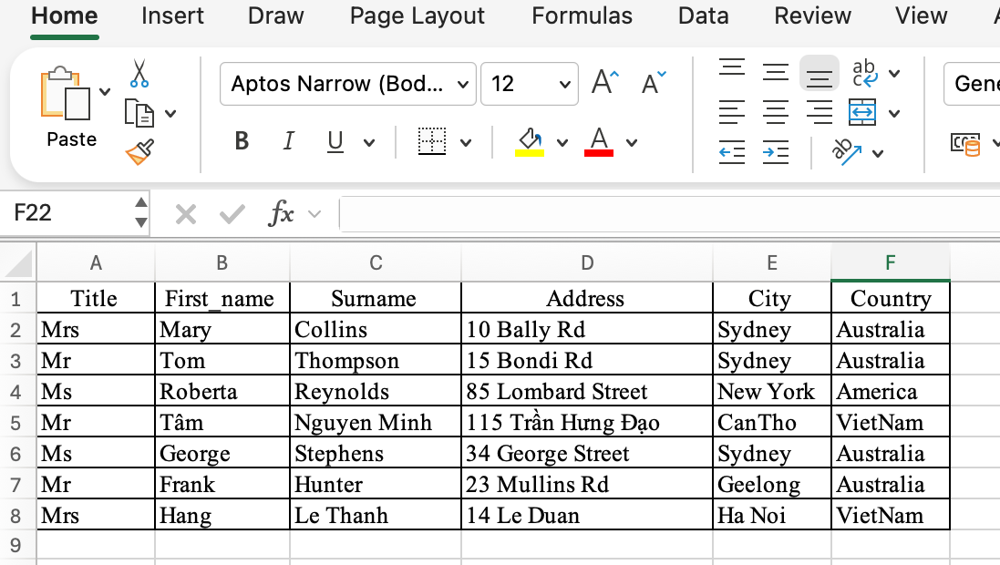 Home Insert Draw Page Layout Formulas Data Review View
Aptos Narrow (Bod... 12 A A ab
Paste B I U A Gene
F22 fx
A B C D E F
1 Title First_name Surname Address City Country
2 Mrs Mary Collins 10 Bally Rd Sydney Australia
3 Mr Tom Thompson 15 Bondi Rd Sydney Australia
4 Ms Roberta Reynolds 85 Lombard Street New York America
5 Mr Tâm Nguyen Minh 115 Trần Hưng Đạo CanTho VietNam
6 Ms George Stephens 34 George Street Sydney Australia
7 Mr Frank Hunter 23 Mullins Rd Geelong Australia
8 Mrs Hang Le Thanh 14 Le Duan Ha Noi VietNam
9